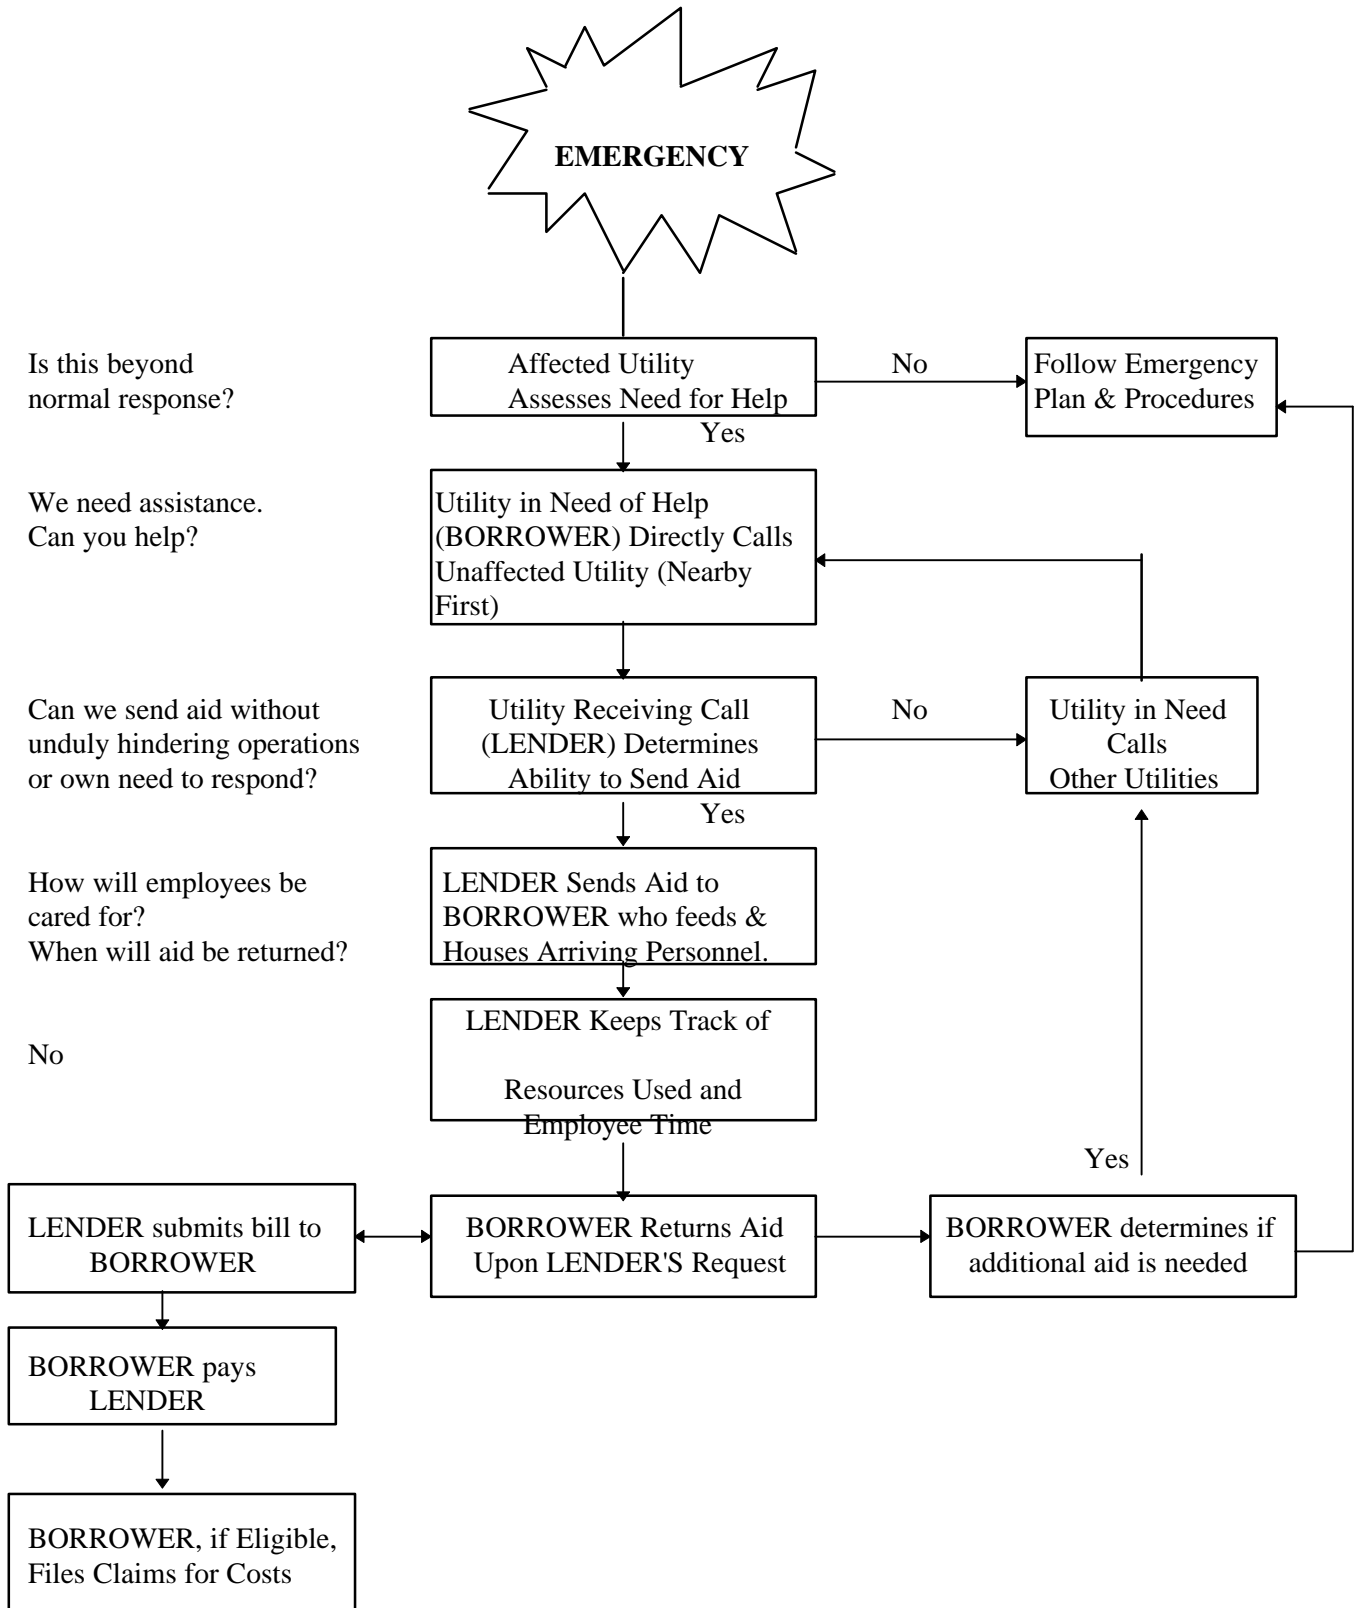 EMERGENCY
Is this beyond
normal response?
Affected Utility
Assesses Need for Help
No
Follow Emergency
Plan & Procedures
Yes
We need assistance.
Can you help?
Utility in Need of Help
(BORROWER) Directly Calls
Unaffected Utility (Nearby
First)
Can we send aid without
unduly hindering operations
or own need to respond?
Utility Receiving Call
(LENDER) Determines
Ability to Send Aid
No
Utility in Need
Calls
Other Utilities
Yes
How will employees be
cared for?
When will aid be returned?
LENDER Sends Aid to
BORROWER who feeds &
Houses Arriving Personnel.
No
LENDER Keeps Track of
Resources Used and
Employee Time
Yes
LENDER submits bill to
BORROWER
BORROWER Returns Aid
Upon LENDER'S Request
BORROWER determines if
additional aid is needed
BORROWER pays
LENDER
BORROWER, if Eligible,
Files Claims for Costs